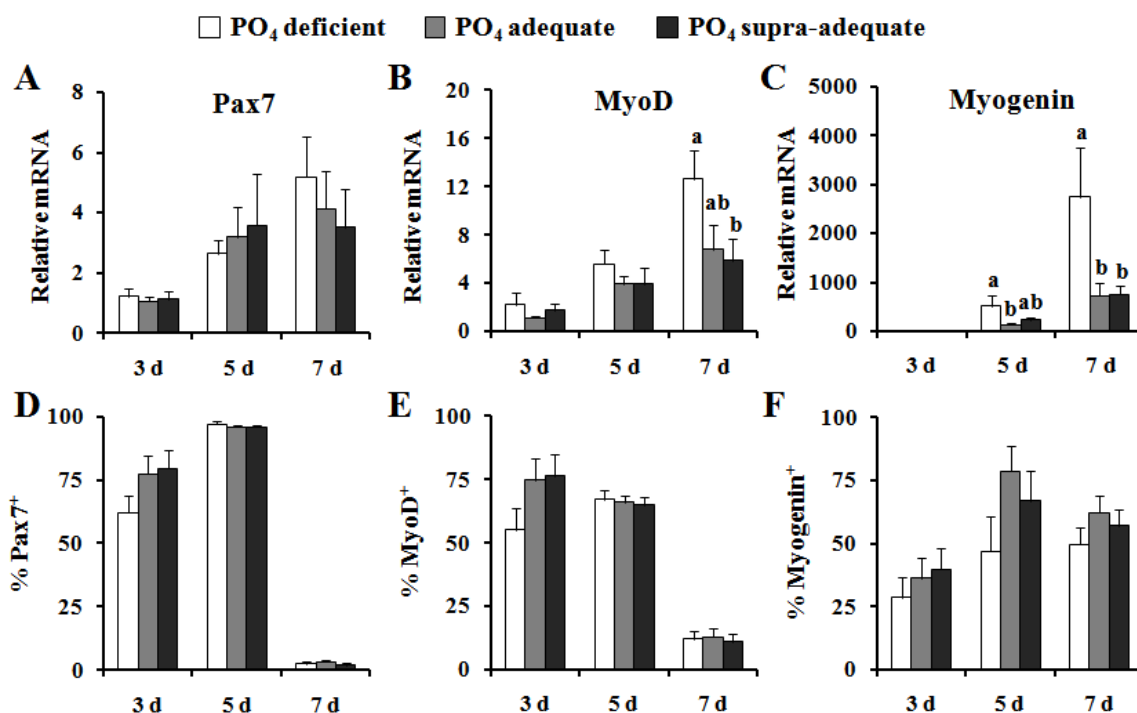 PO₄ deficient PO₄ adequate PO₄ supra-adequate
A
Pax7
Relative mRNA
8
6
4
2
0
3 d 5 d 7 d
B
MyoD
Relative mRNA
20
16
12
8
4
0
a
ab
b
3 d 5 d 7 d
C
Myogenin
Relative mRNA
5000
4000
3000
2000
1000
0
a
b
ab
a
b
b
3 d 5 d 7 d
D
% Pax7⁺
100
75
50
25
0
3 d 5 d 7 d
E
% MyoD⁺
100
75
50
25
0
3 d 5 d 7 d
F
% Myogenin⁺
100
75
50
25
0
3 d 5 d 7 d